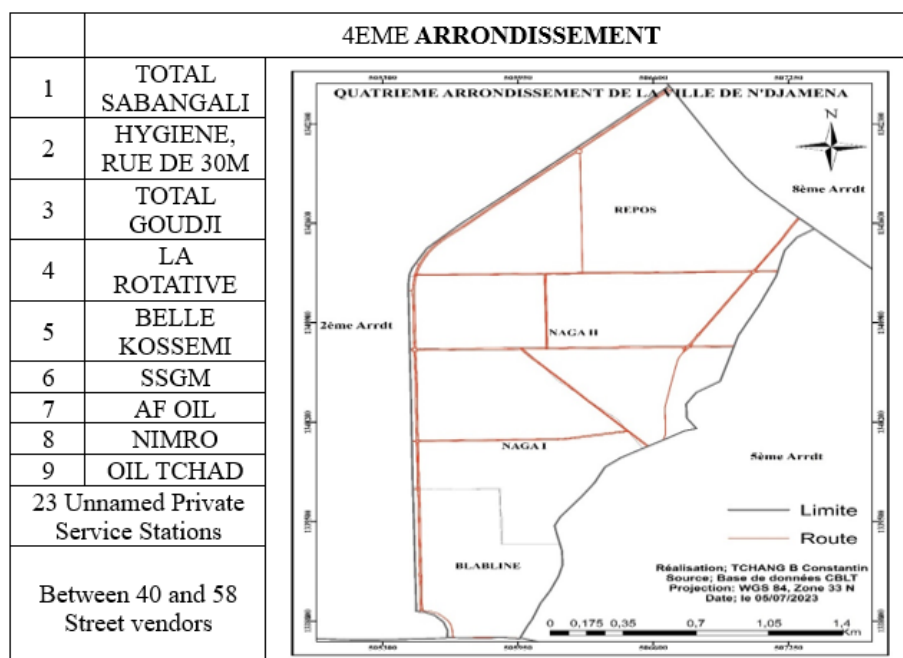 4EME ARRONDISSEMENT
1
TOTAL
SABANGALI
2
HYGIENE,
RUE DE 30M
3
TOTAL
GOUDJI
4
LA
ROTATIVE
5
BELLE
KOSSEMI
6
SSGM
7
AF OIL
8
NIMRO
9
OIL TCHAD
23 Unnamed Private
Service Stations
Between 40 and 58
Street vendors
QUATRIEME ARRONDISSEMENT DE LA VILLE DE N'DJAMENA
N
8ème Arrdt
REPOS
2ème Arrdt
NAGA II
NAGA I
5ème Arrdt
BLABLINE
Limite
Route
Réalisation; TCHANG B Constantin
Source; Base de données CBLT
Projection: WGS 84, Zone 33 N
Date; le 05/07/2023
0 0,175 0,35 0,7 1,05 1,4
Km